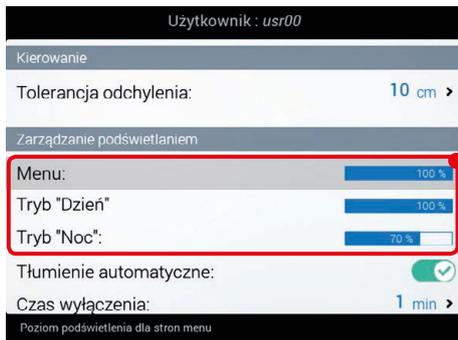 Użytkownik : usr00
Kierowanie
Tolerancja odchylenia: 10 cm >
Zarządzanie podświetlaniem
Menu: 100 %
Tryb "Dzień" 100 %
Tryb "Noc": 70 %
Tłumienie automatyczne:
Czas wyłączenia: 1 min >
Poziom podświetlenia dla stron menu